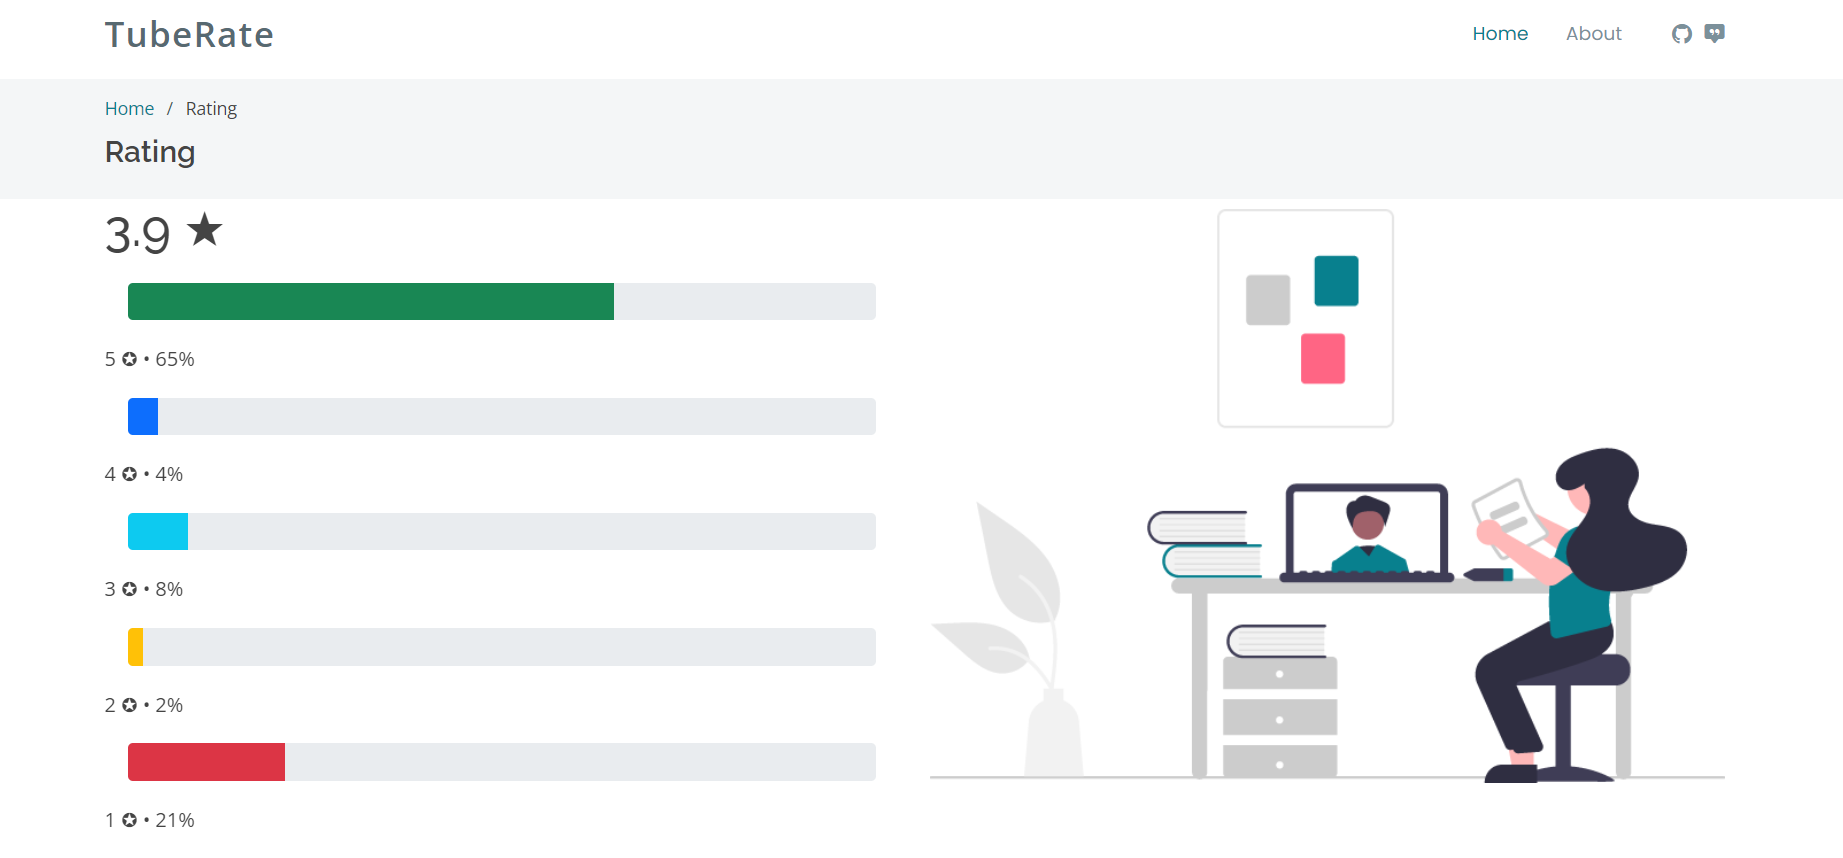 TubeRate
Home About
Home / Rating
Rating
3.9 ★
5 ✪ • 65%
4 ✪ • 4%
3 ✪ • 8%
2 ✪ • 2%
1 ✪ • 21%